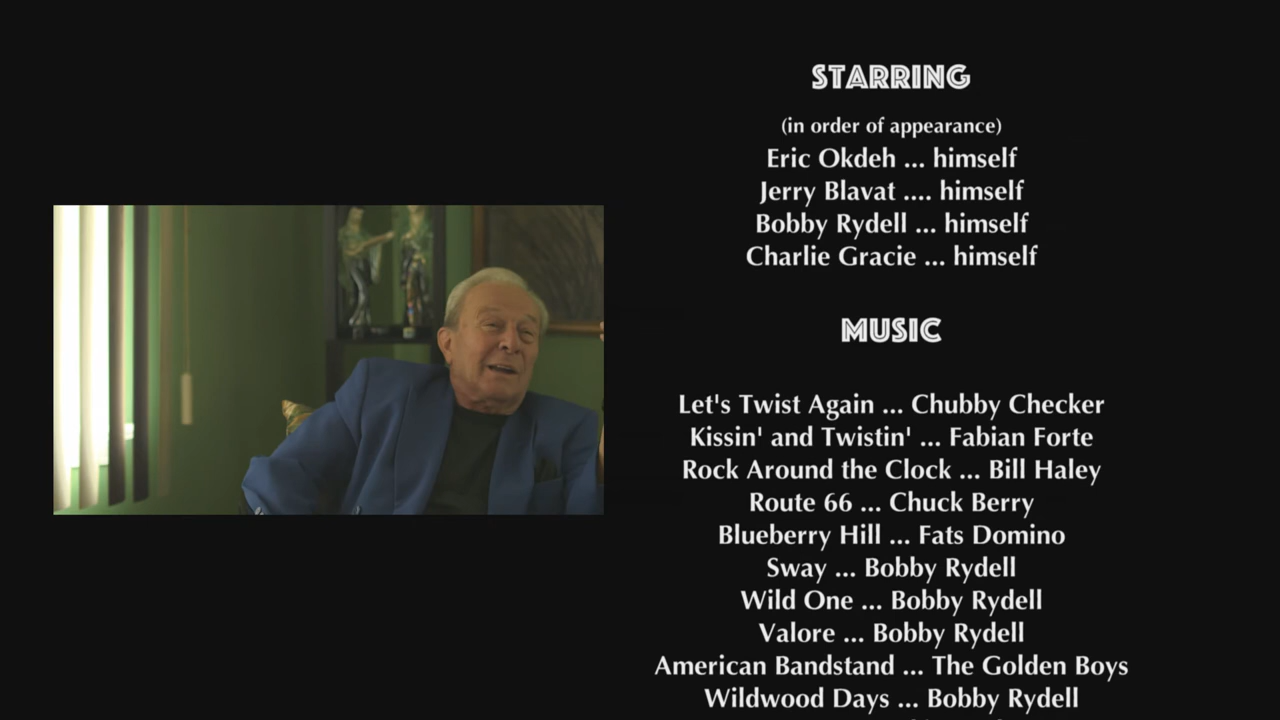 STARRING
(in order of appearance)
Eric Okdeh ... himself
Jerry Blavat .... himself
Bobby Rydell ... himself
Charlie Gracie ... himself
MUSIC
Let's Twist Again ... Chubby Checker
Kissin' and Twistin' ... Fabian Forte
Rock Around the Clock ... Bill Haley
Route 66 ... Chuck Berry
Blueberry Hill ... Fats Domino
Sway ... Bobby Rydell
Wild One ... Bobby Rydell
Valore ... Bobby Rydell
American Bandstand ... The Golden Boys
Wildwood Days ... Bobby Rydell